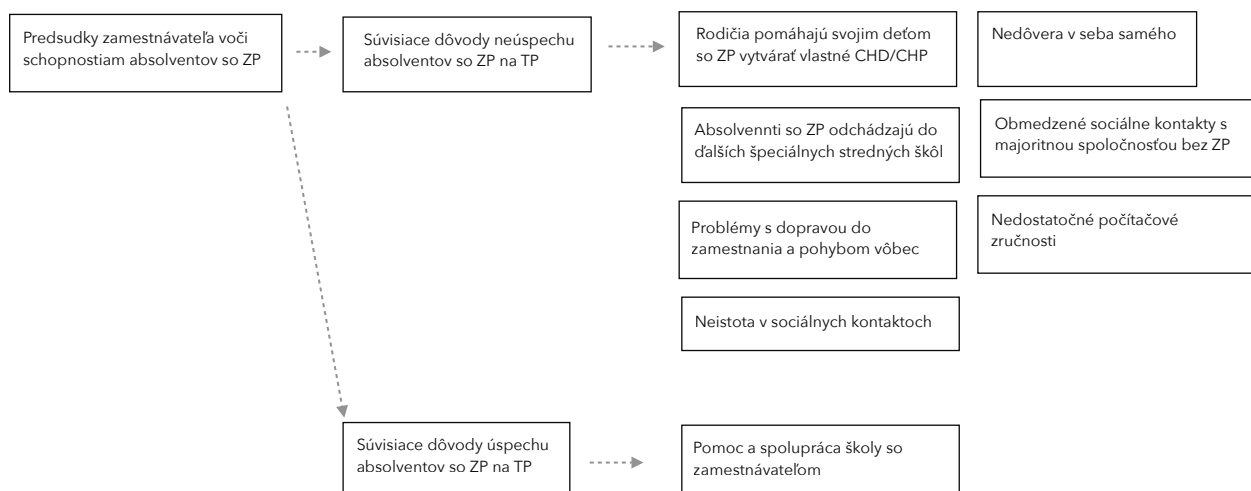 Predsudky zamestnávateľa voči
schopnostiam absolventov so ZP
Súvisiace dôvody neúspechu
absolventov so ZP na TP
Rodičia pomáhajú svojim deťom
so ZP vytvárať vlastné CHD/CHP
Nedôvera v seba samého
Absolvennti so ZP odchádzajú do
ďalších špeciálnych stredných škôl
Obmedzené sociálne kontakty s
majoritnou spoločnosťou bez ZP
Problémy s dopravou do
zamestnania a pohybom vôbec
Nedostatočné počítačové
zručnosti
Neistota v sociálnych kontaktoch
Súvisiace dôvody úspechu
absolventov so ZP na TP
Pomoc a spolupráca školy so
zamestnávateľom